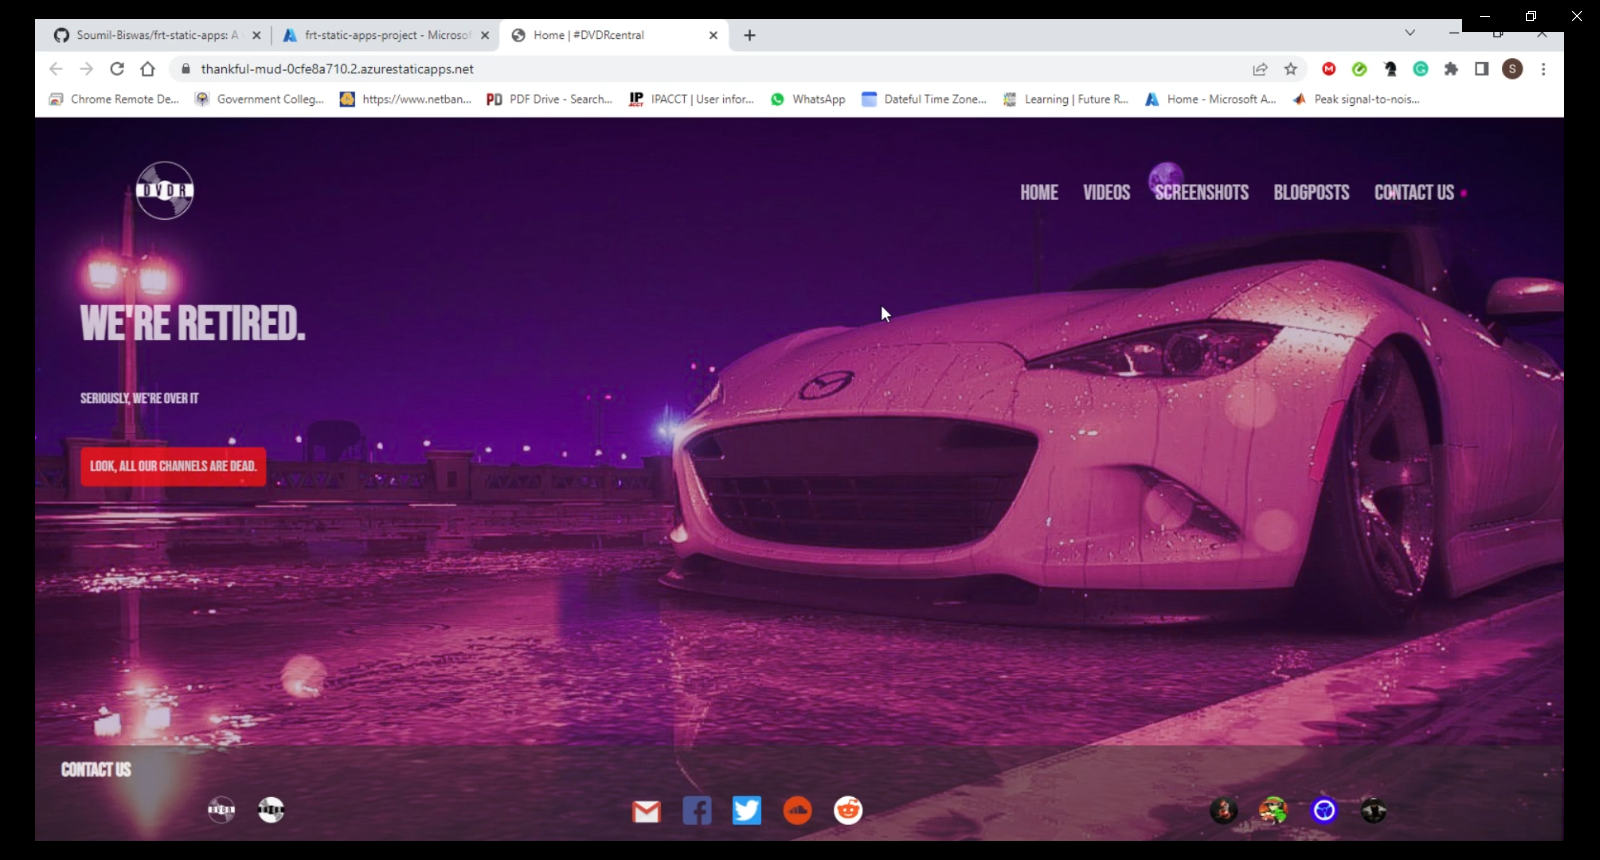 Soumil-Biswas/frt-static-apps: A
frt-static-apps-project - Microsof
Home | #DVDRcentral
thankful-mud-0cfe8a710.2.azurestaticapps.net
S
Chrome Remote De...
Government Colleg...
https://www.netban...
PD
PDF Drive - Search...
IP
IPACCT | User infor...
WhatsApp
Dateful Time Zone...
Learning | Future R...
Home - Microsoft A...
Peak signal-to-nois...
DVDR
HOME
VIDEOS
SCREENSHOTS
BLOGPOSTS
CONTACT US
WE'RE RETIRED.
SERIOUSLY, WE'RE OVER IT
LOOK, ALL OUR CHANNELS ARE DEAD.
CONTACT US